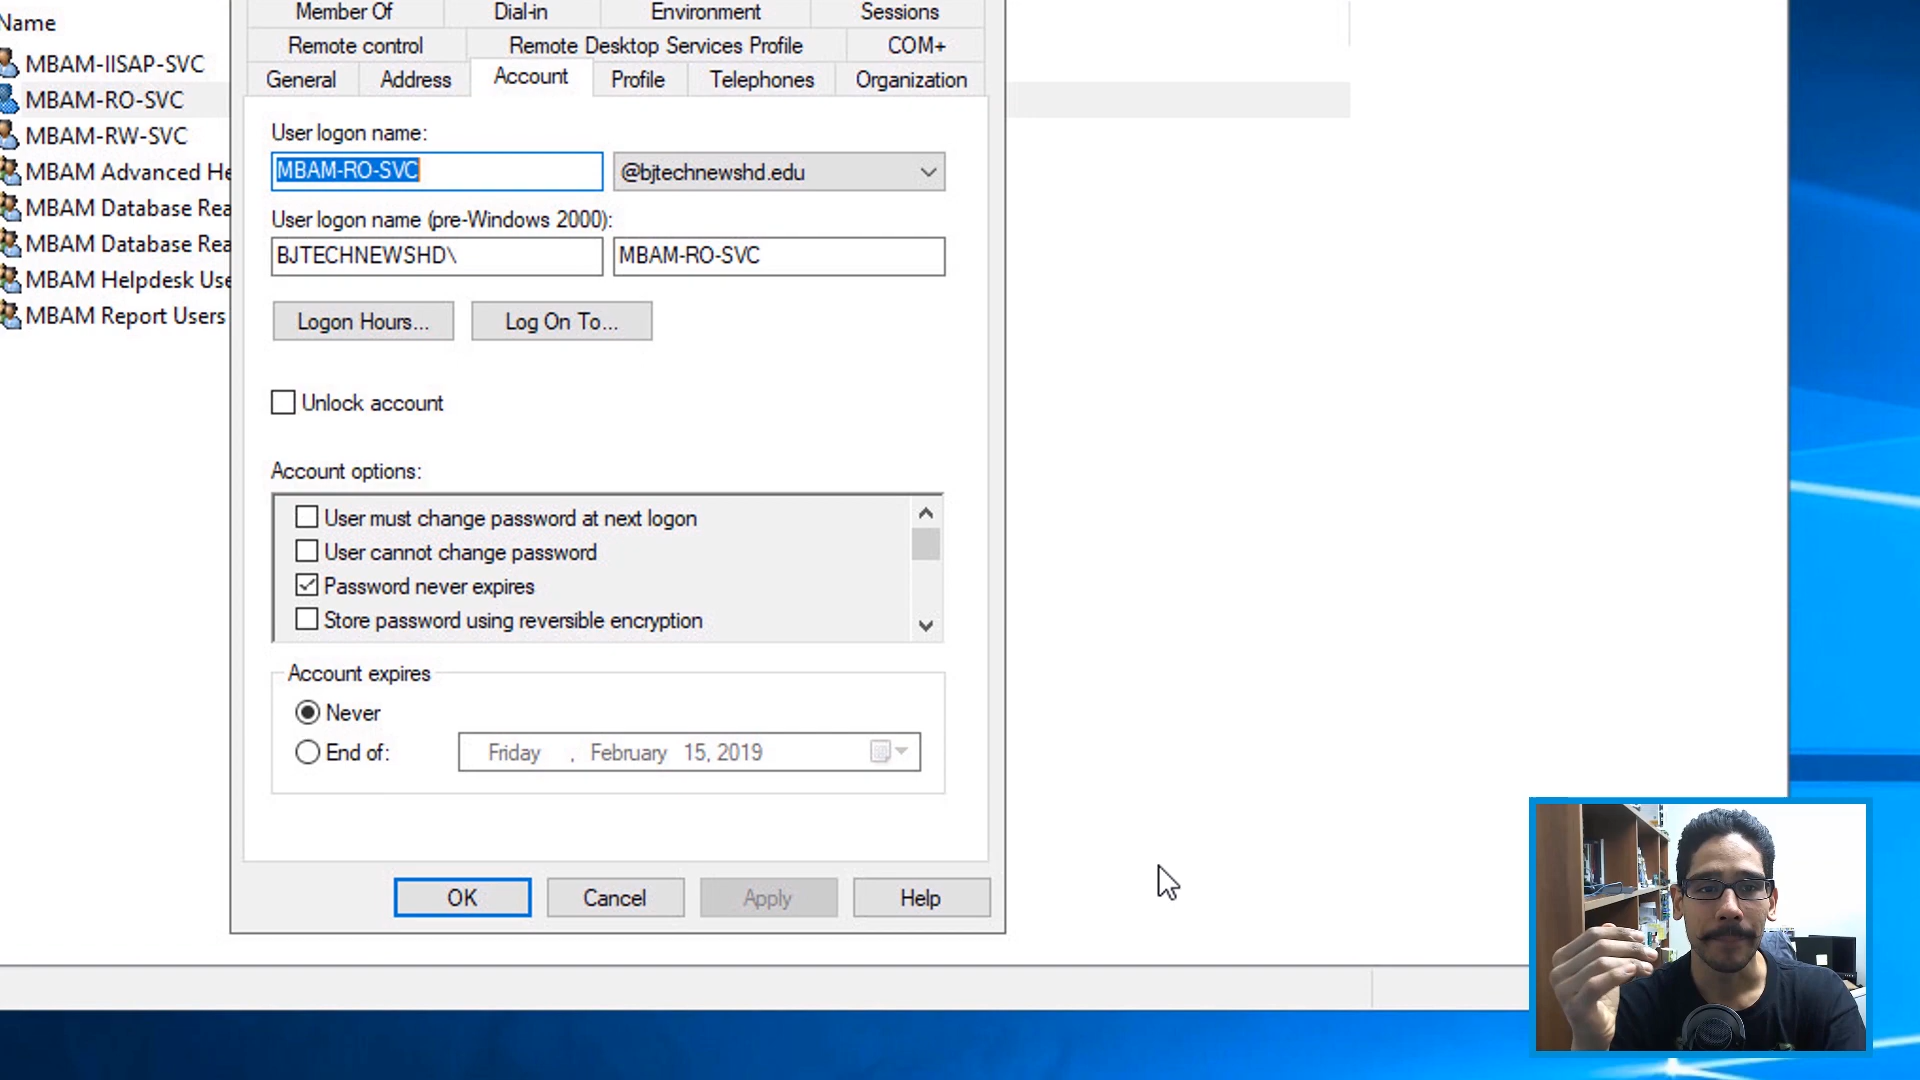 Name
MBAM-IISAP-SVC
MBAM-RO-SVC
MBAM-RW-SVC
MBAM Advanced He
MBAM Database Rea
MBAM Database Rea
MBAM Helpdesk Use
MBAM Report Users
Member Of Dial-in Environment Sessions
Remote control Remote Desktop Services Profile COM+
General Address Account Profile Telephones Organization
User logon name:
MBAM-RO-SVC @bjtechnewshd.edu
User logon name (pre-Windows 2000):
BJTECHNEWSHD\ MBAM-RO-SVC
Logon Hours... Log On To...
Unlock account
Account options:
User must change password at next logon
User cannot change password
Password never expires
Store password using reversible encryption
Account expires
Never
End of: Friday , February 15, 2019
OK Cancel Apply Help